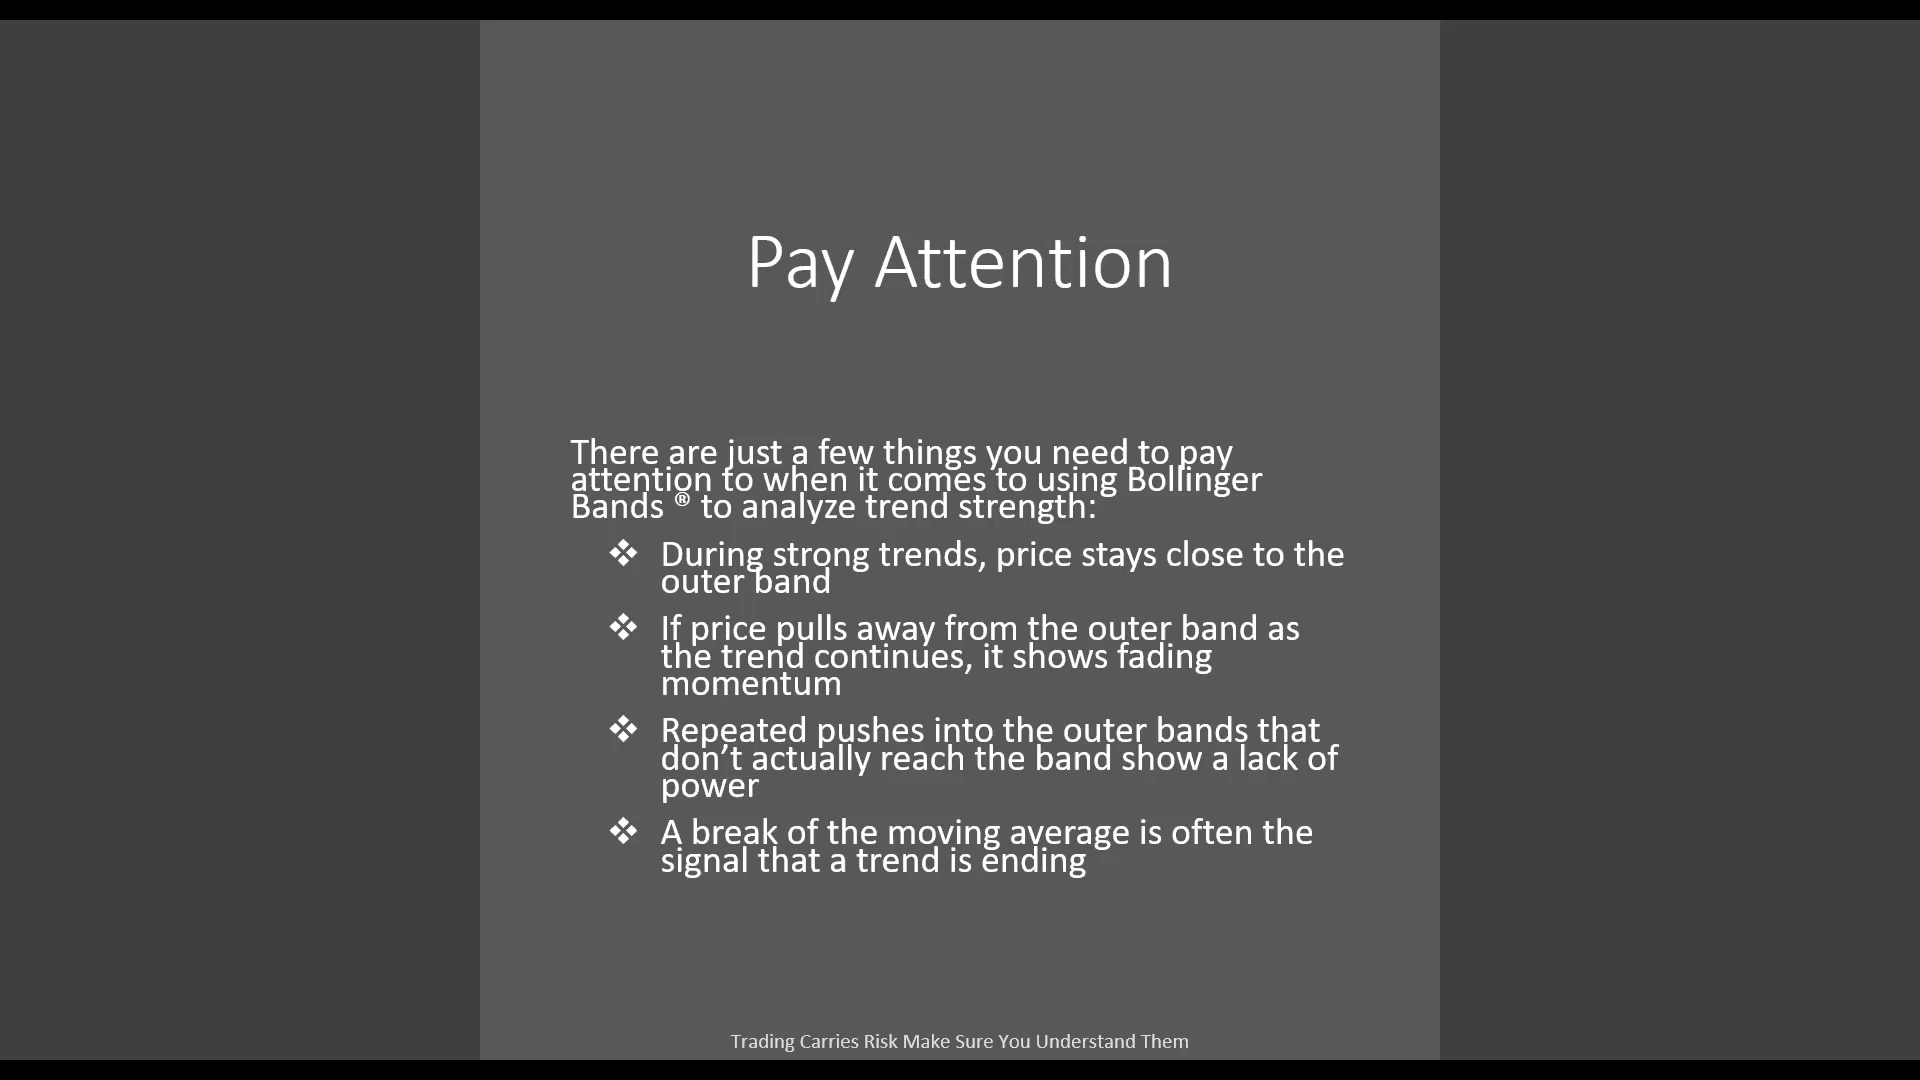 Pay Attention
There are just a few things you need to pay
attention to when it comes to using Bollinger
Bands ® to analyze trend strength:
❖ During strong trends, price stays close to the
outer band
❖ If price pulls away from the outer band as
the trend continues, it shows fading
momentum
❖ Repeated pushes into the outer bands that
don’t actually reach the band show a lack of
power
❖ A break of the moving average is often the
signal that a trend is ending
Trading Carries Risk Make Sure You Understand Them